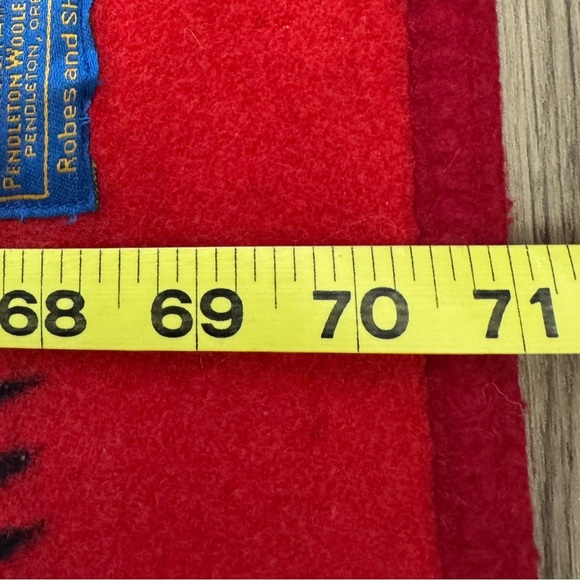 PENDLETON WOOLE
PENDLETON, ORE
Robes and Sh
68 69 70 71